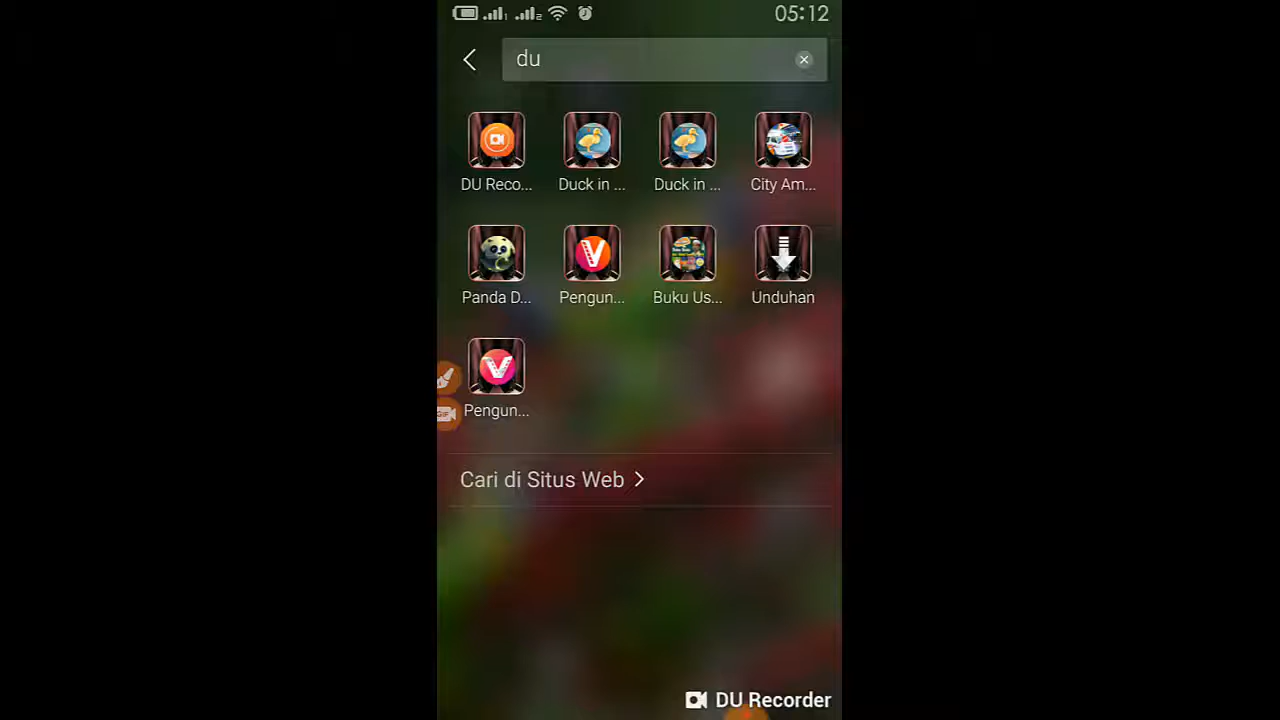 05:12
du
DU Reco... Duck in ... Duck in ... City Am...
Panda D... Pengun... Buku Us... Unduhan
Pengun...
Cari di Situs Web >
DU Recorder